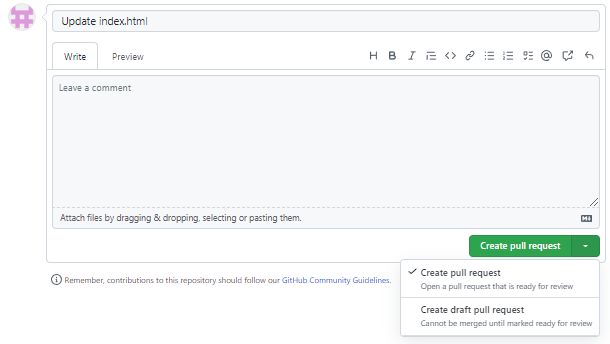 Update index.html
Write
Preview
H B I
Leave a comment
Attach files by dragging & dropping, selecting or pasting them.
Create pull request
Create pull request
Open a pull request that is ready for review
Remember, contributions to this repository should follow our GitHub Community Guidelines.
Create draft pull request
Cannot be merged until marked ready for review